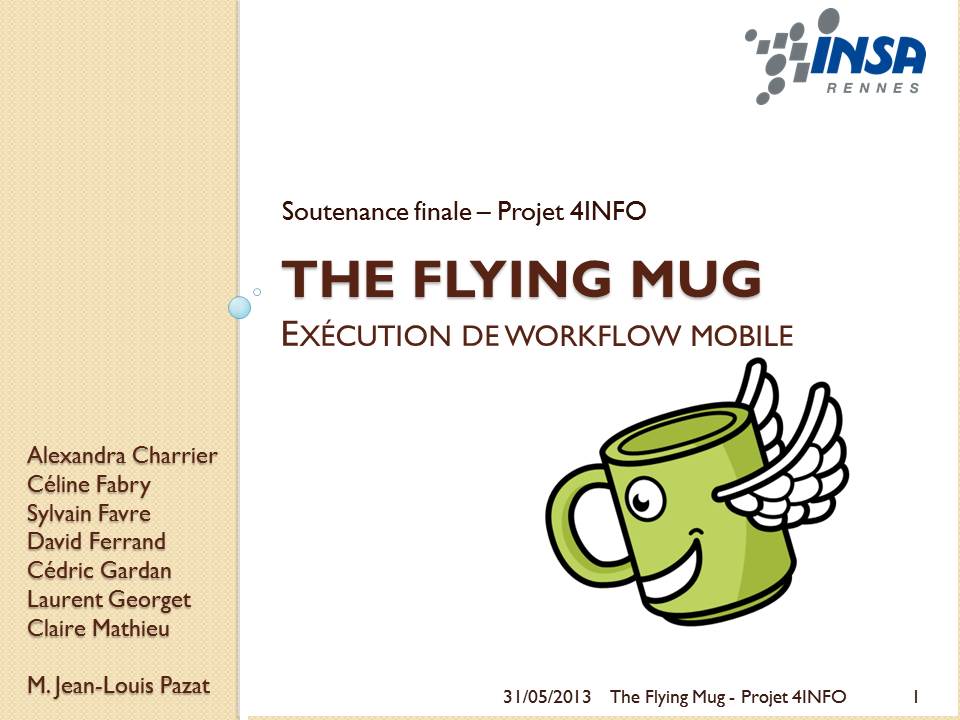 INSA
RENNES
Soutenance finale – Projet 4INFO
THE FLYING MUG
EXÉCUTION DE WORKFLOW MOBILE
Alexandra Charrier
Céline Fabry
Sylvain Favre
David Ferrand
Cédric Gardan
Laurent Georget
Claire Mathieu
M. Jean-Louis Pazat
31/05/2013 The Flying Mug - Projet 4INFO 1